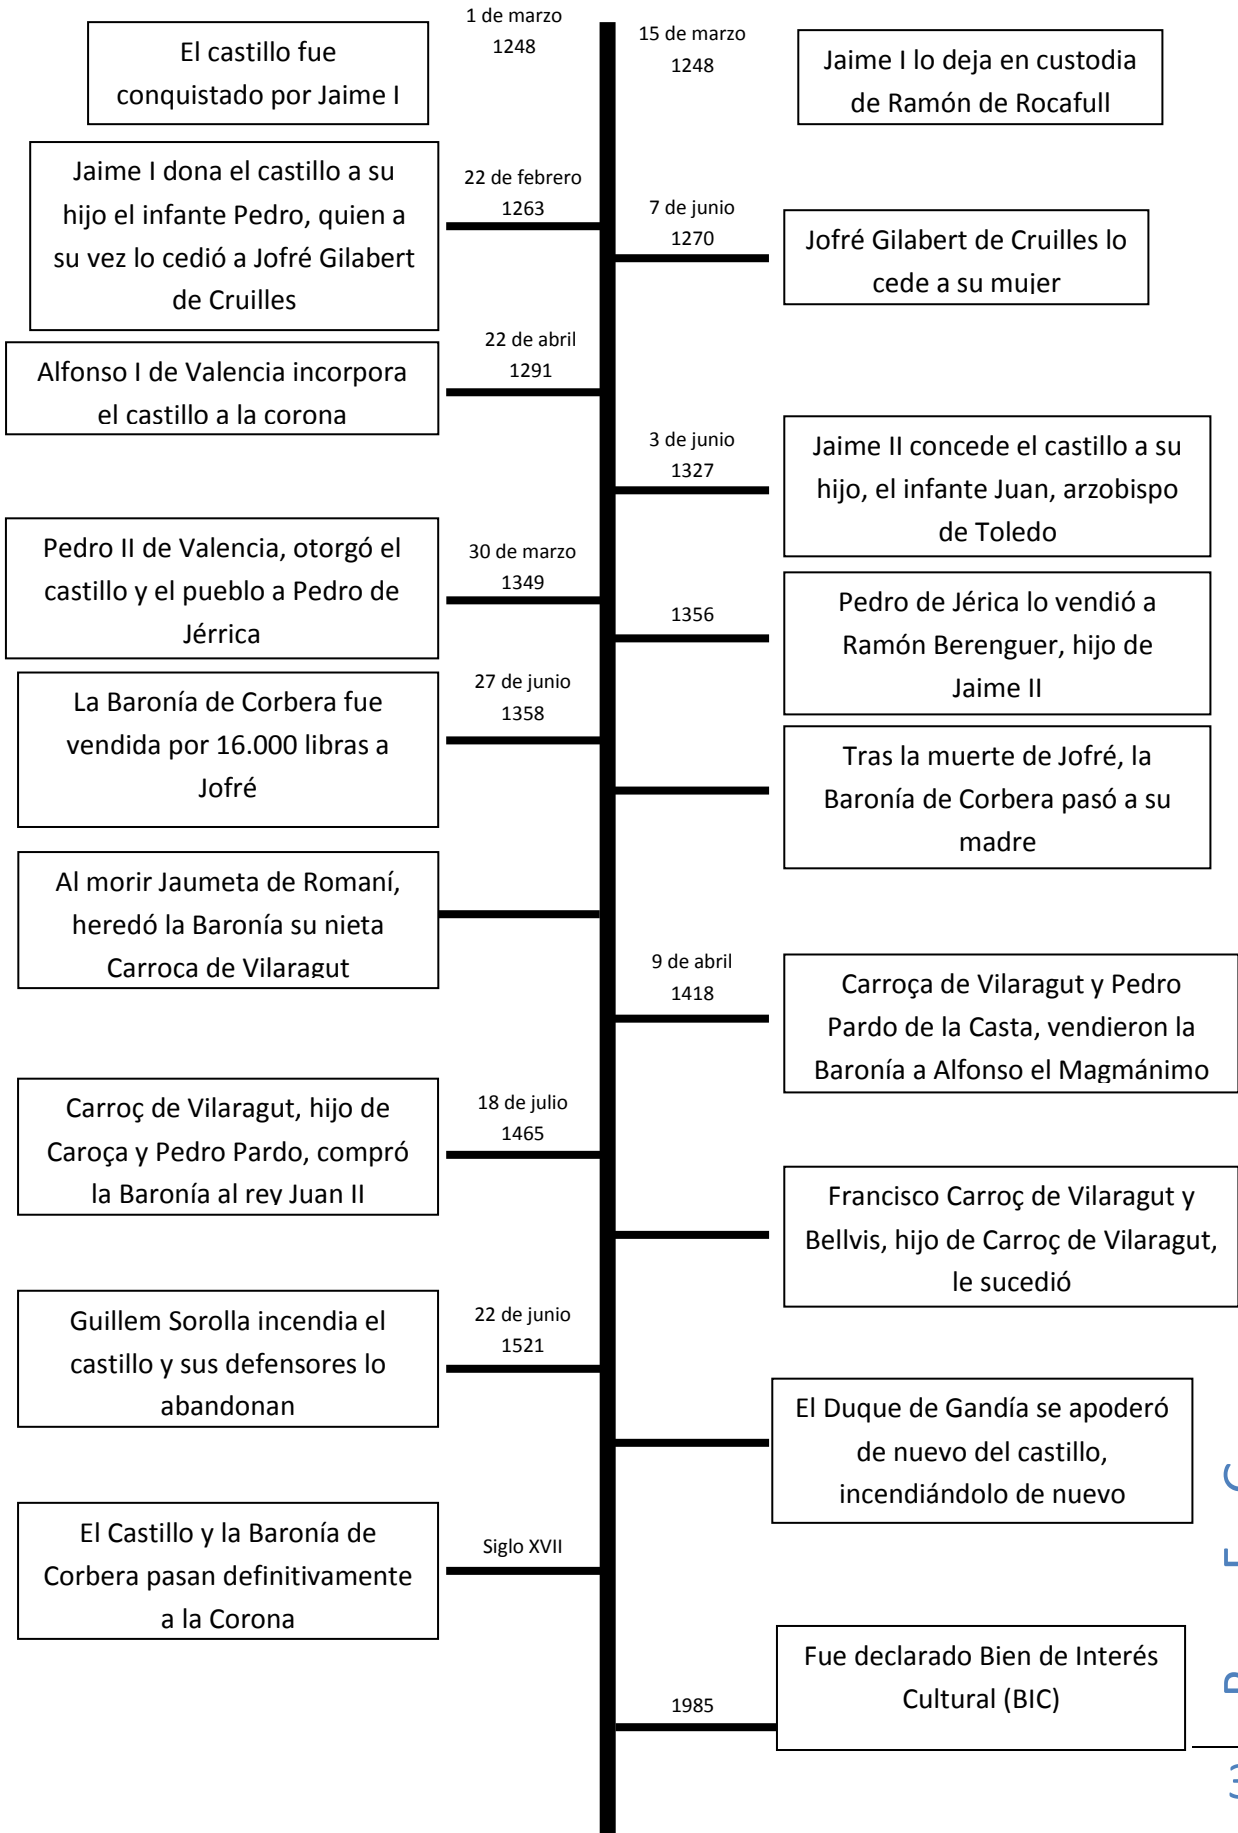 1 de marzo
1248
El castillo fue
conquistado por Jaime I
15 de marzo
1248
Jaime I lo deja en custodia
de Ramón de Rocafull
Jaime I dona el castillo a su
hijo el infante Pedro, quien a
su vez lo cedió a Jofré Gilabert
de Cruilles
22 de febrero
1263
7 de junio
1270
Jofré Gilabert de Cruilles lo
cede a su mujer
22 de abril
1291
Alfonso I de Valencia incorpora
el castillo a la corona
3 de junio
1327
Jaime II concede el castillo a su
hijo, el infante Juan, arzobispo
de Toledo
Pedro II de Valencia, otorgó el
castillo y el pueblo a Pedro de
Jérrica
30 de marzo
1349
1356
Pedro de Jérica lo vendió a
Ramón Berenguer, hijo de
Jaime II
27 de junio
1358
La Baronía de Corbera fue
vendida por 16.000 libras a
Jofré
Tras la muerte de Jofré, la
Baronía de Corbera pasó a su
madre
Al morir Jaumeta de Romaní,
heredó la Baronía su nieta
Carroca de Vilaragut
9 de abril
1418
Carroça de Vilaragut y Pedro
Pardo de la Casta, vendieron la
Baronía a Alfonso el Magmánimo
Carroç de Vilaragut, hijo de
Caroça y Pedro Pardo, compró
la Baronía al rey Juan II
18 de julio
1465
Francisco Carroç de Vilaragut y
Bellvis, hijo de Carroç de Vilaragut,
le sucedió
Guillem Sorolla incendia el
castillo y sus defensores lo
abandonan
22 de junio
1521
El Duque de Gandía se apoderó
de nuevo del castillo,
incendiándolo de nuevo
El Castillo y la Baronía de
Corbera pasan definitivamente
a la Corona
Siglo XVII
Fue declarado Bien de Interés
Cultural (BIC)
1985